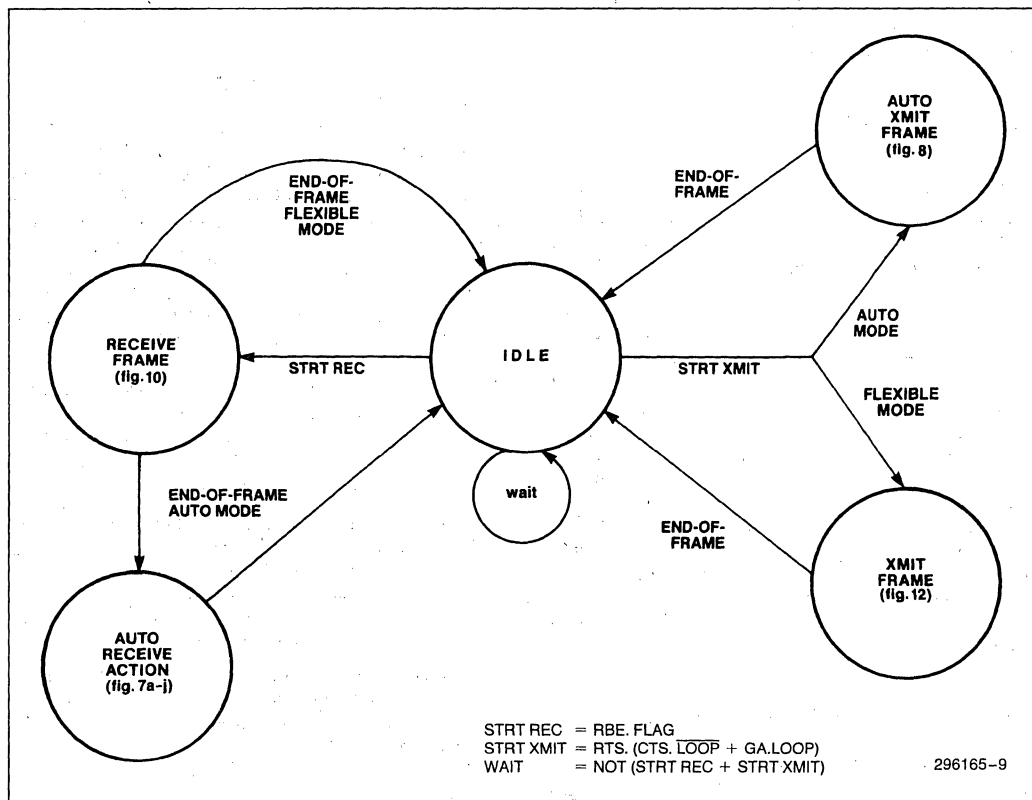 AUTO
XMIT
FRAME
(fig. 8)
END-OF-
FRAME
FLEXIBLE
MODE
END-OF-
FRAME
AUTO
MODE
RECEIVE
FRAME
(fig. 10)
STRT REC
IDLE
STRT XMIT
FLEXIBLE
MODE
wait
END-OF-FRAME
AUTO MODE
END-OF-
FRAME
XMIT
FRAME
(fig. 12)
AUTO
RECEIVE
ACTION
(fig. 7a-j)
STRT REC = RBE. FLAG
STRT XMIT = RTS. (CTS. L̅O̅O̅P̅ + GA.LOOP)
WAIT = NOT (STRT REC + STRT XMIT)
296165-9